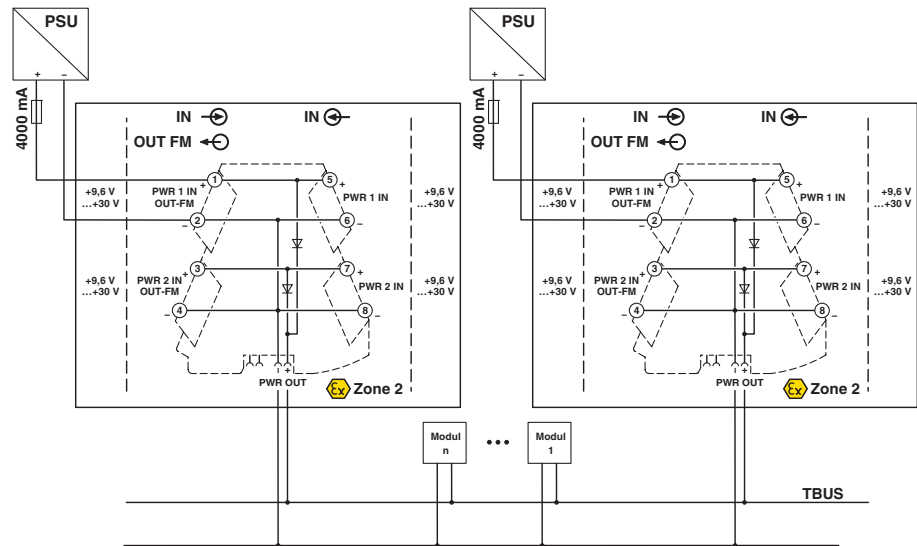 PSU
+ –
4000 mA
IN
IN
OUT FM
+9,6 V
...+30 V
1
+
PWR 1 IN
OUT-FM
2
–
5
+
PWR 1 IN
6
–
+9,6 V
...+30 V
+9,6 V
...+30 V
3
+
PWR 2 IN
OUT-FM
4
–
7
+
PWR 2 IN
8
–
+9,6 V
...+30 V
– +
PWR OUT
Ex Zone 2
PSU
+ –
4000 mA
IN
IN
OUT FM
+9,6 V
...+30 V
1
+
PWR 1 IN
OUT-FM
2
–
5
+
PWR 1 IN
6
–
+9,6 V
...+30 V
+9,6 V
...+30 V
3
+
PWR 2 IN
OUT-FM
4
–
7
+
PWR 2 IN
8
–
+9,6 V
...+30 V
– +
PWR OUT
Ex Zone 2
Modul
n
...
Modul
1
TBUS